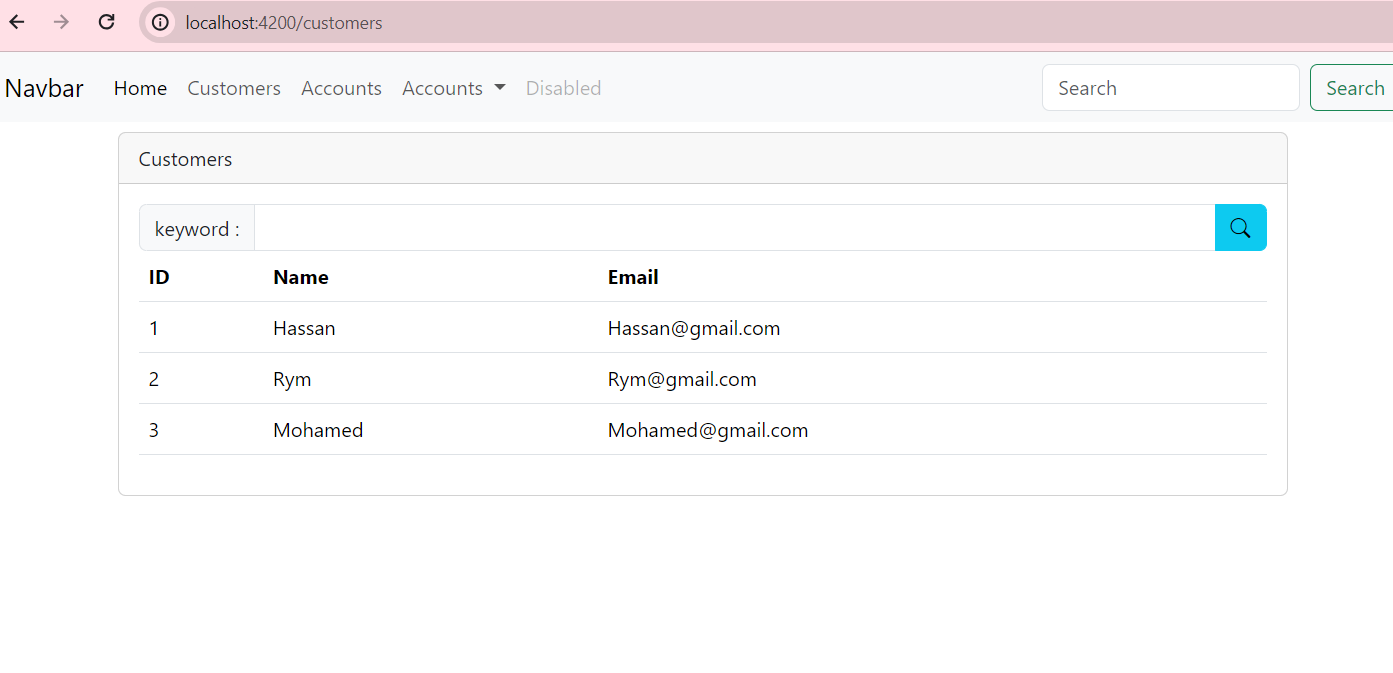 localhost:4200/customers
Navbar Home Customers Accounts Accounts Disabled Search Search
Customers
keyword :
ID Name Email
1 Hassan Hassan@gmail.com
2 Rym Rym@gmail.com
3 Mohamed Mohamed@gmail.com